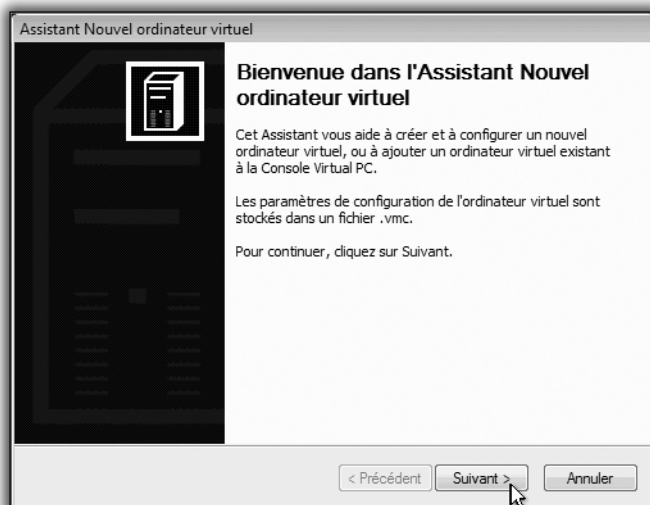 Assistant Nouvel ordinateur virtuel
Bienvenue dans l'Assistant Nouvel
ordinateur virtuel
Cet Assistant vous aide à créer et à configurer un nouvel
ordinateur virtuel, ou à ajouter un ordinateur virtuel existant
à la Console Virtual PC.
Les paramètres de configuration de l'ordinateur virtuel sont
stockés dans un fichier .vmc.
Pour continuer, cliquez sur Suivant.
< Précédent Suivant > Annuler